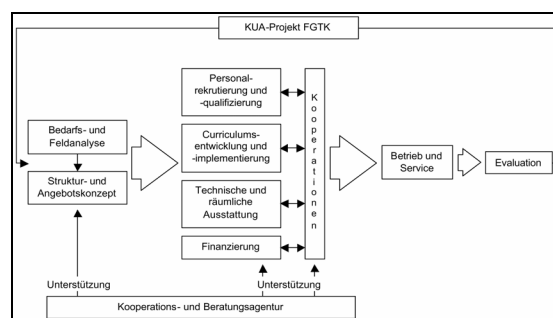 KUA-Projekt FGTK
Bedarfs- und
Feldanalyse
Struktur- und
Angebotskonzept
Personal-
rekrutierung und
-qualifizierung
Curriculums-
entwicklung und
-implementierung
Technische und
räumliche
Ausstattung
Finanzierung
Kooperationen
Betrieb und
Service
Evaluation
Unterstützung
Unterstützung
Kooperations- und Beratungsagentur